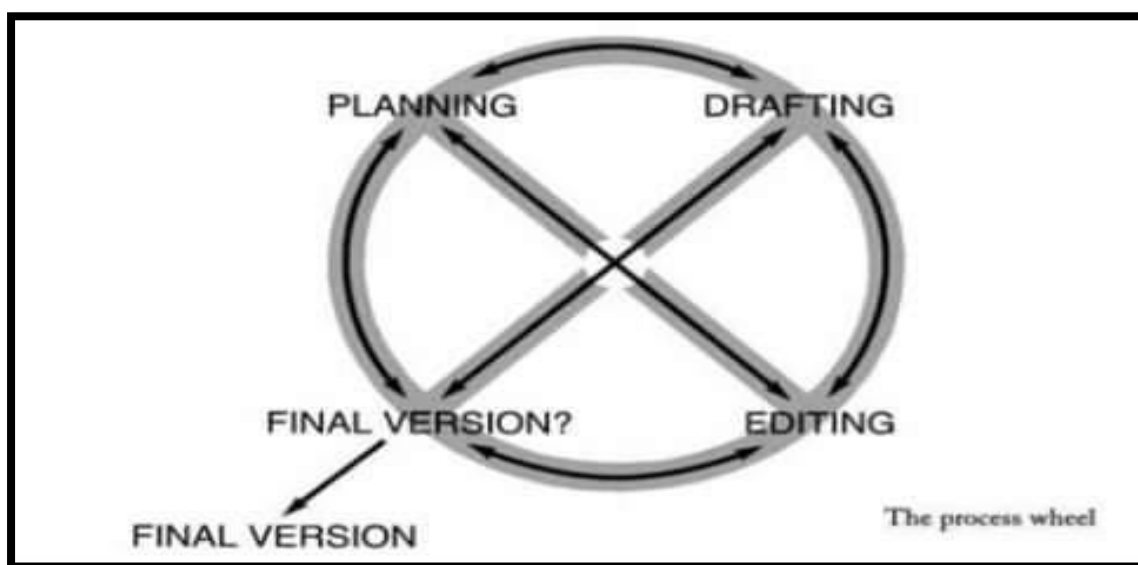 PLANNING DRAFTING
FINAL VERSION? EDITING
The process wheel
FINAL VERSION